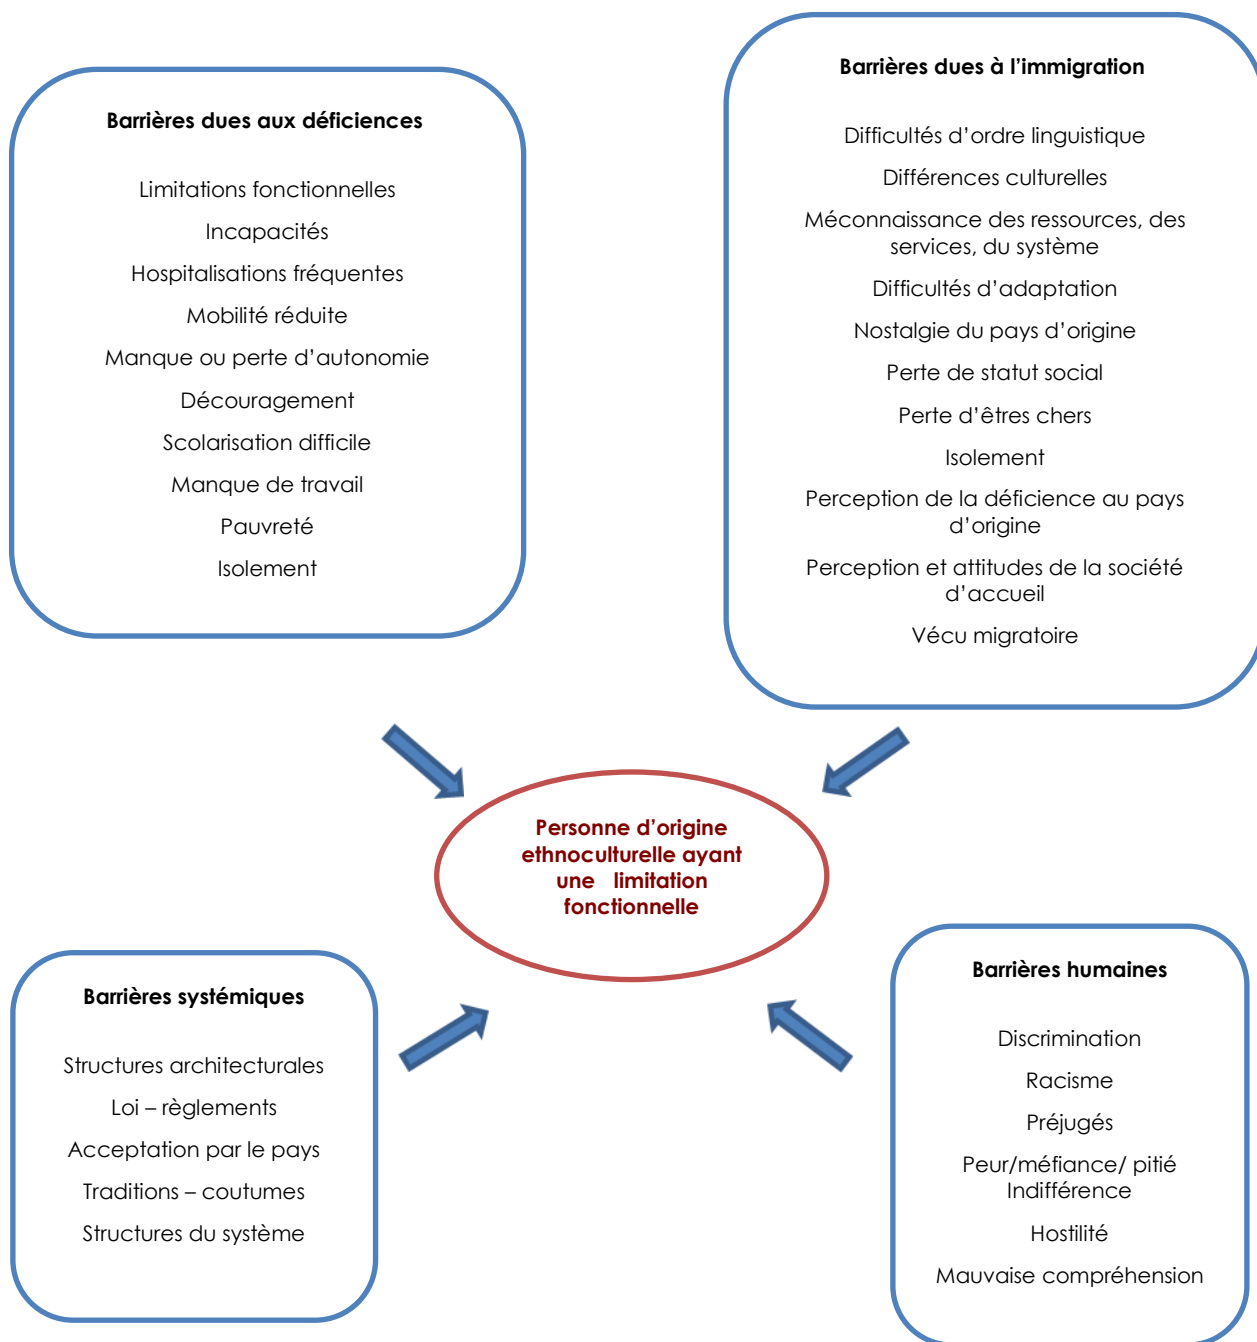 Barrières dues aux déficiences
Limitations fonctionnelles
Incapacités
Hospitalisations fréquentes
Mobilité réduite
Manque ou perte d’autonomie
Découragement
Scolarisation difficile
Manque de travail
Pauvreté
Isolement
Barrières dues à l’immigration
Difficultés d’ordre linguistique
Différences culturelles
Méconnaissance des ressources, des
services, du système
Difficultés d’adaptation
Nostalgie du pays d’origine
Perte de statut social
Perte d’êtres chers
Isolement
Perception de la déficience au pays
d’origine
Perception et attitudes de la société
d’accueil
Vécu migratoire
Personne d’origine
ethnoculturelle ayant
une limitation
fonctionnelle
Barrières systémiques
Structures architecturales
Loi – règlements
Acceptation par le pays
Traditions – coutumes
Structures du système
Barrières humaines
Discrimination
Racisme
Préjugés
Peur/méfiance/ pitié
Indifférence
Hostilité
Mauvaise compréhension